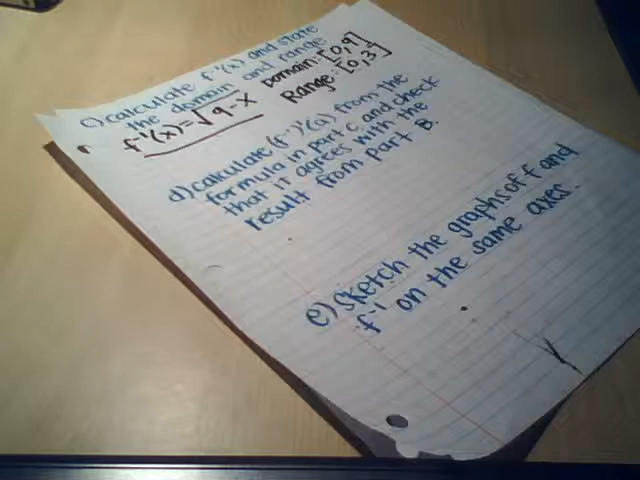 c) calculate f⁻¹(x) and state
the domain and range
f⁻¹(x)=√9-x
Domain: [0,9]
Range: [0,3]
d) calculate (f⁻¹)'(a) from the
formula in part c and check
that it agrees with the
result from part B.
e) sketch the graphs of f and
f⁻¹ on the same axes.